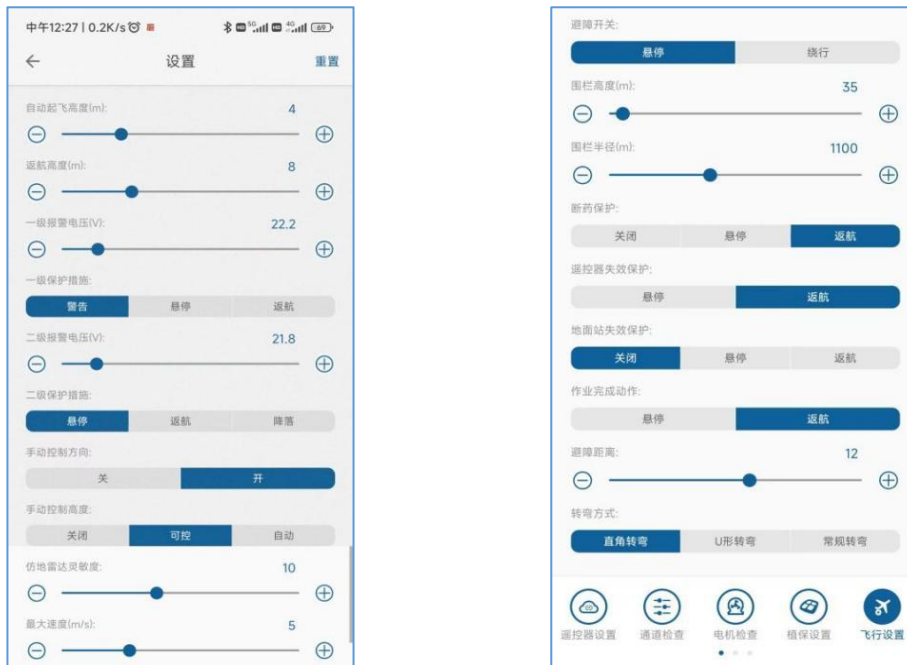 中午12:27 | 0.2K/s
5G 4G 69
设置
重置
自动起飞高度(m):
4
返航高度(m):
8
一级报警电压(V):
22.2
一级保护措施:
警告 悬停 返航
二级报警电压(V):
21.8
二级保护措施:
悬停 返航 降落
手动控制方向:
关 开
手动控制高度:
关闭 可控 自动
仿地雷达灵敏度:
10
最大速度(m/s):
5
避障开关:
悬停 绕行
围栏高度(m):
35
围栏半径(m):
1100
断药保护:
关闭 悬停 返航
遥控器失效保护:
悬停 返航
地面站失效保护:
关闭 悬停 返航
作业完成动作:
悬停 返航
避障距离:
12
转弯方式:
直角转弯 U形转弯 常规转弯
遥控器设置 通道检查 电机检查 植保设置 飞行设置